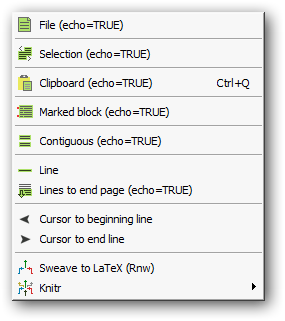 File (echo=TRUE)
Selection (echo=TRUE)
Clipboard (echo=TRUE) Ctrl+Q
Marked block (echo=TRUE)
Contiguous (echo=TRUE)
Line
Lines to end page (echo=TRUE)
Cursor to beginning line
Cursor to end line
Sweave to LaTeX (Rnw)
Knitr